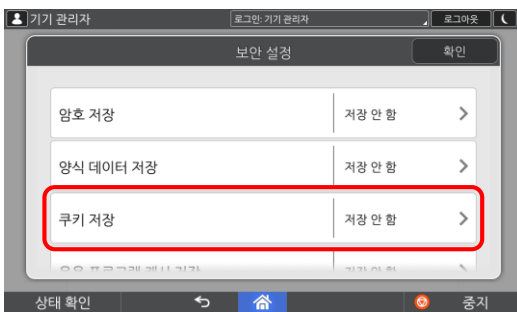 기기 관리자
로그인: 기기 관리자
로그아웃
보안 설정
확인
암호 저장
저장 안 함
양식 데이터 저장
저장 안 함
쿠키 저장
저장 안 함
상태 확인
중지